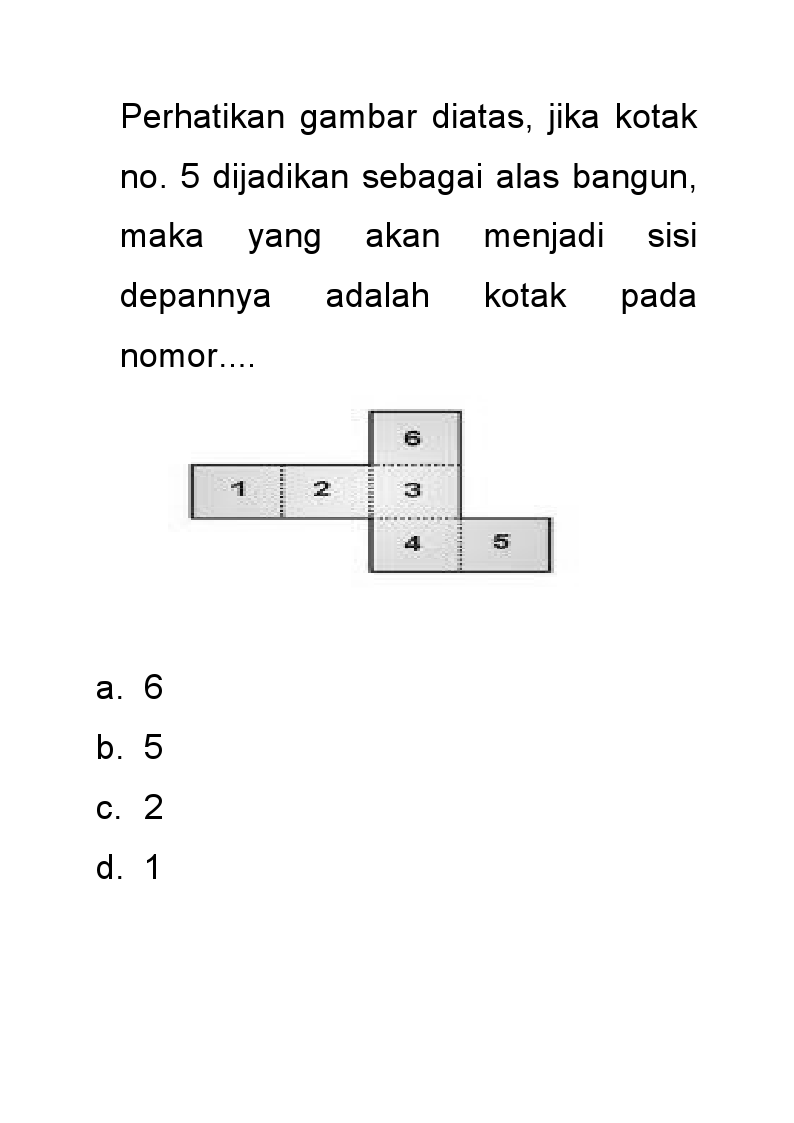 Perhatikan gambar diatas, jika kotak
no. 5 dijadikan sebagai alas bangun,
maka yang akan menjadi sisi
depannya adalah kotak pada
nomor....
6
1 2 3
4 5
a. 6
b. 5
c. 2
d. 1